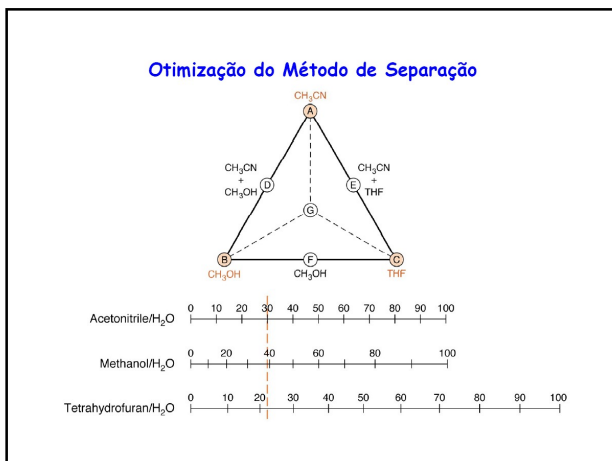 Otimização do Método de Separação
CH₃CN
A
CH₃CN
+
CH₃OH
D
E
CH₃CN
+
THF
G
B
F
C
CH₃OH
CH₃OH
THF
Acetonitrile/H₂O
0 10 20 30 40 50 60 70 80 90 100
Methanol/H₂O
0 20 40 60 80 100
Tetrahydrofuran/H₂O
0 10 20 30 40 50 60 70 80 90 100